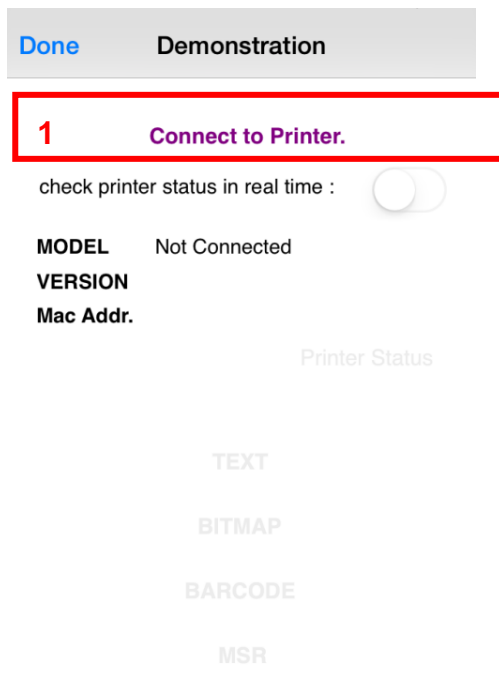 Done Demonstration
1 Connect to Printer.
check printer status in real time :
MODEL Not Connected
VERSION
Mac Addr.
Printer Status
TEXT
BITMAP
BARCODE
MSR